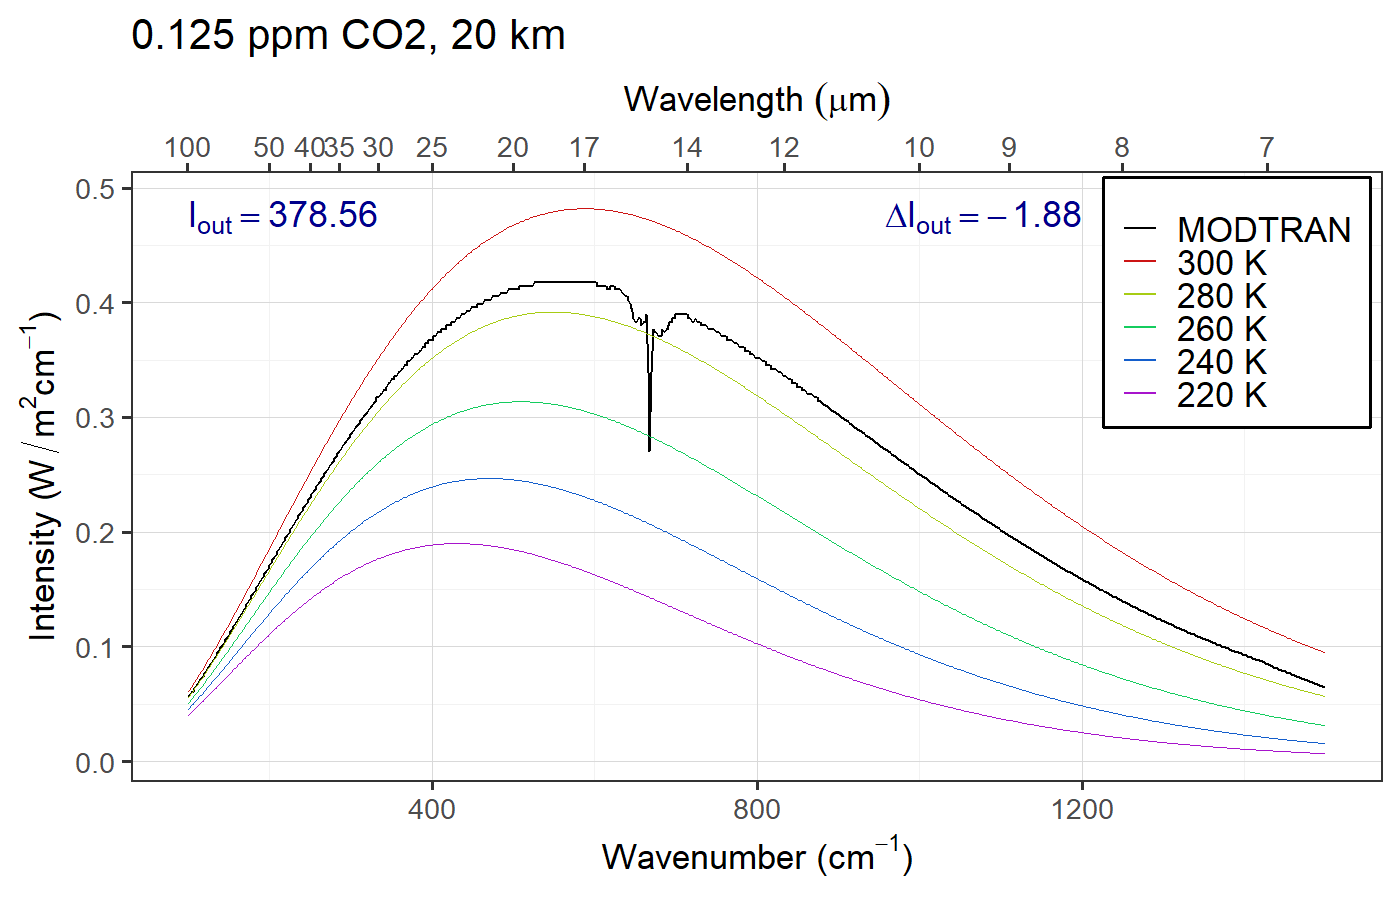 0.125 ppm CO2, 20 km
Wavelength (μm)
100 50 40 35 30 25 20 17 14 12 10 9 8 7
I_out = 378.56
ΔI_out = −1.88
MODTRAN
300 K
280 K
260 K
240 K
220 K
Intensity (W / m²cm⁻¹)
0.5
0.4
0.3
0.2
0.1
0.0
400 800 1200
Wavenumber (cm⁻¹)